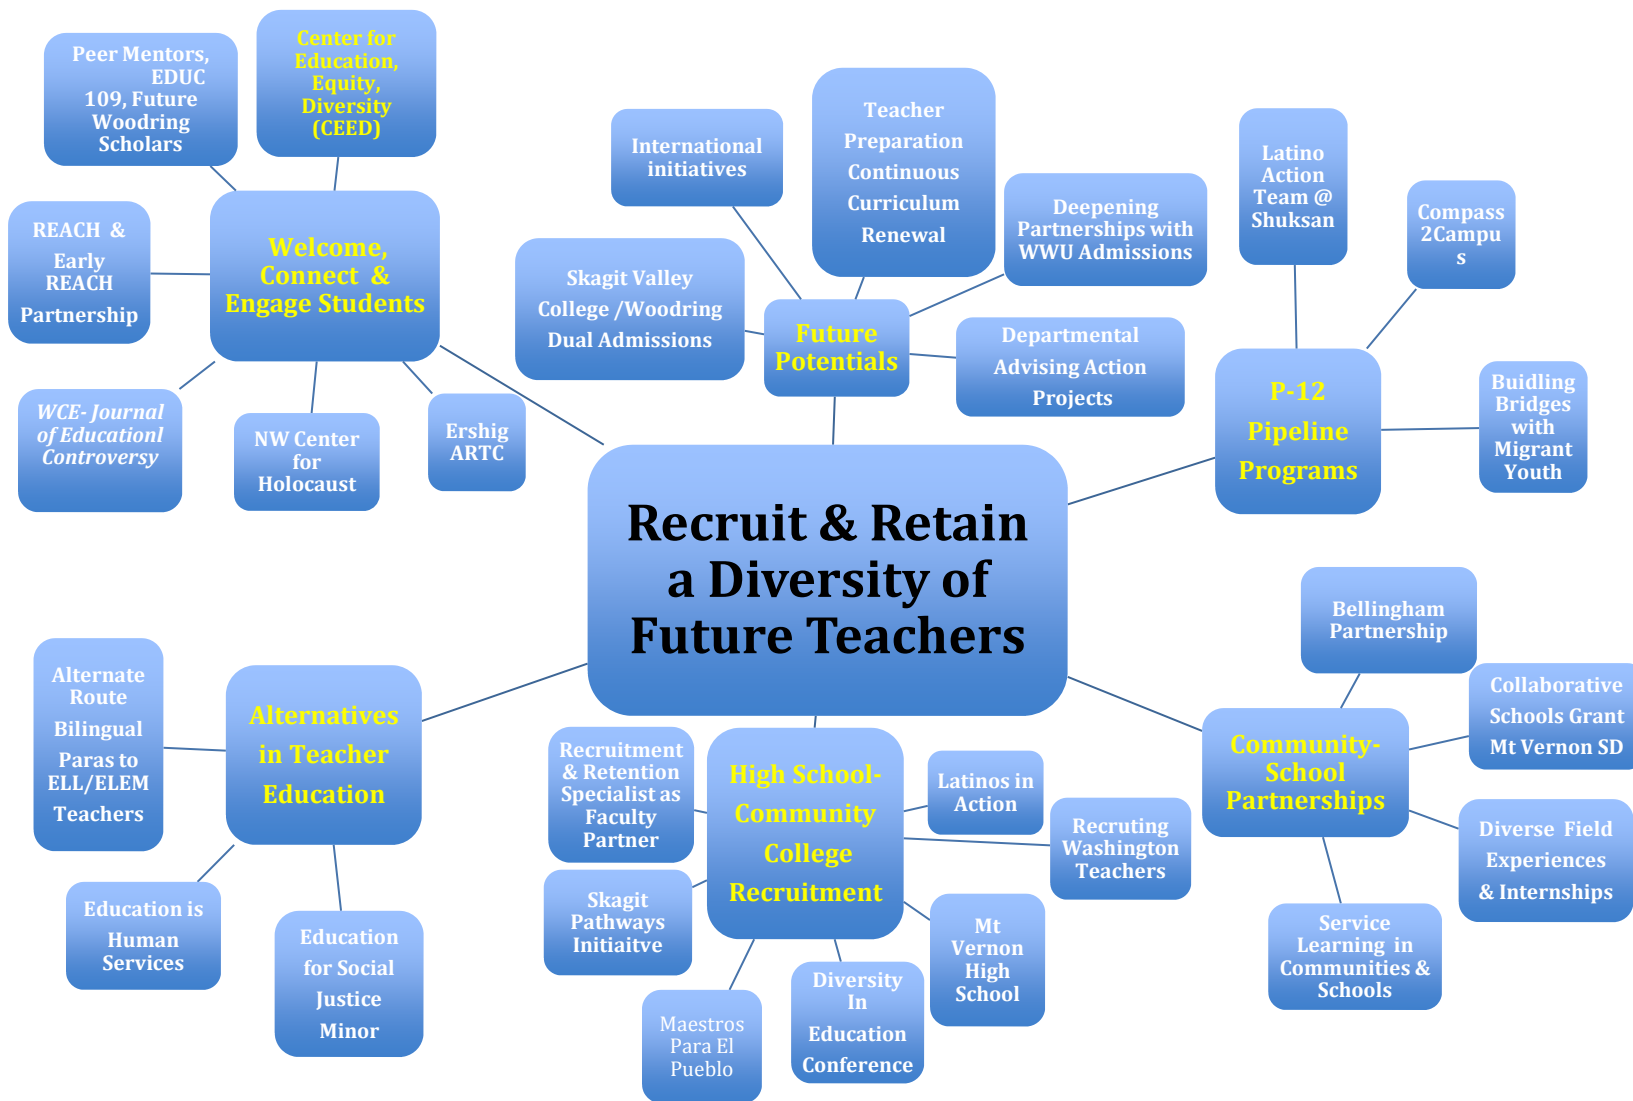 Peer Mentors,
EDUC
109, Future
Woodring
Scholars
Center for
Education,
Equity,
Diversity
(CEED)
REACH &
Early
REACH
Partnership
Welcome,
Connect &
Engage Students
WCE- Journal
of Educationl
Controversy
NW Center
for
Holocaust
Ershig
ARTC
International
initiatives
Teacher
Preparation
Continuous
Curriculum
Renewal
Deepening
Partnerships with
WWU Admissions
Skagit Valley
College /Woodring
Dual Admissions
Future
Potentials
Departmental
Advising Action
Projects
Latino
Action
Team @
Shuksan
Compass
2Campu
s
P-12
Pipeline
Programs
Buidling
Bridges
with
Migrant
Youth
Recruit & Retain
a Diversity of
Future Teachers
Alternate
Route
Bilingual
Paras to
ELL/ELEM
Teachers
Alternatives
in Teacher
Education
Education is
Human
Services
Education
for Social
Justice
Minor
Recruitment
& Retention
Specialist as
Faculty
Partner
High School-
Community
College
Recruitment
Latinos in
Action
Recruting
Washington
Teachers
Skagit
Pathways
Initiaitve
Maestros
Para El
Pueblo
Diversity
In
Education
Conference
Mt
Vernon
High
School
Bellingham
Partnership
Community-
School
Partnerships
Collaborative
Schools Grant
Mt Vernon SD
Diverse Field
Experiences
& Internships
Service
Learning in
Communities &
Schools